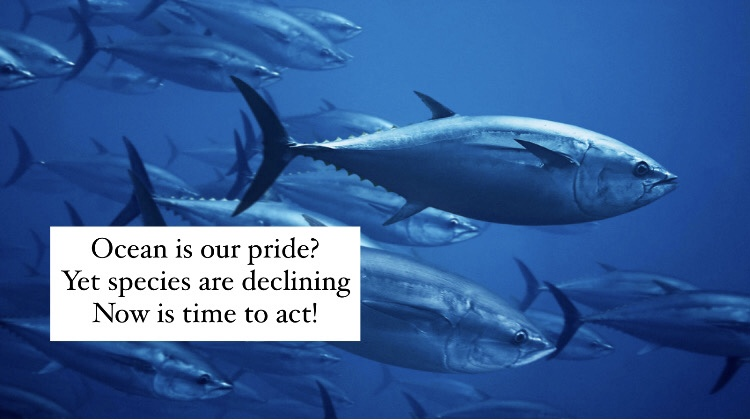 Ocean is our pride?
Yet species are declining
Now is time to act!